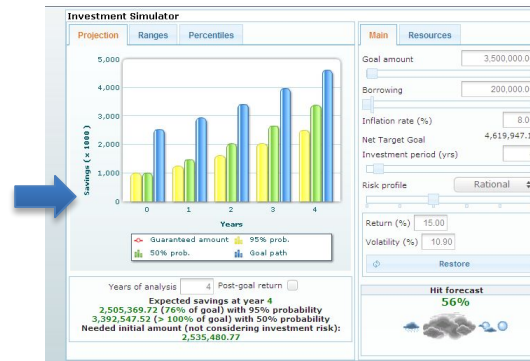 Investment Simulator
Projection Ranges Percentiles
Main Resources
5,000
4,000
3,000
2,000
1,000
0
Savings (x 1000)
0 1 2 3 4
Years
Guaranteed amount 95% prob.
50% prob. Goal path
Years of analysis 4 Post-goal return
Expected savings at year 4
2,505,369.72 (76% of goal) with 95% probability
3,392,547.52 (> 100% of goal) with 50% probability
Needed initial amount (not considering investment risk):
2,535,480.77
Goal amount 3,500,000.0
Borrowing 200,000.0
Inflation rate (%) 8.0
Net Target Goal 4,619,947.1
Investment period (yrs)
Risk profile Rational
Return (%) 15.00
Volatility (%) 10.90
Restore
Hit forecast
56%